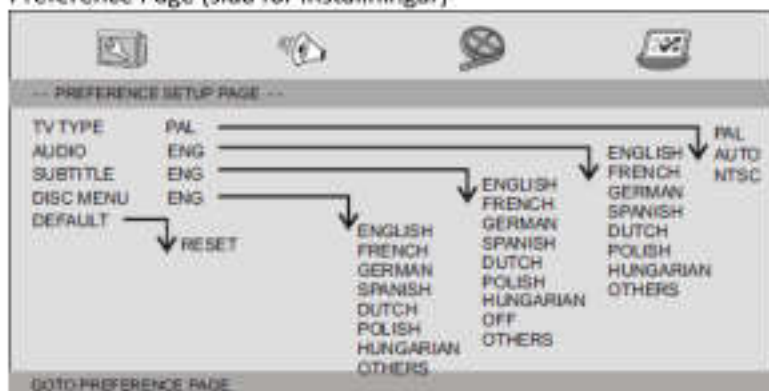 Preference Page (sida för inställningar)
-- PREFERENCE SETUP PAGE --
TV TYPE PAL
AUDIO ENG
SUBTITLE ENG
DISC MENU ENG
DEFAULT
RESET
ENGLISH
FRENCH
GERMAN
SPANISH
DUTCH
POLISH
HUNGARIAN
OTHERS
ENGLISH
FRENCH
GERMAN
SPANISH
DUTCH
POLISH
HUNGARIAN
OFF
OTHERS
ENGLISH
FRENCH
GERMAN
SPANISH
DUTCH
POLISH
HUNGARIAN
OTHERS
PAL
AUTO
NTSC
GOTO PREFERENCE PAGE